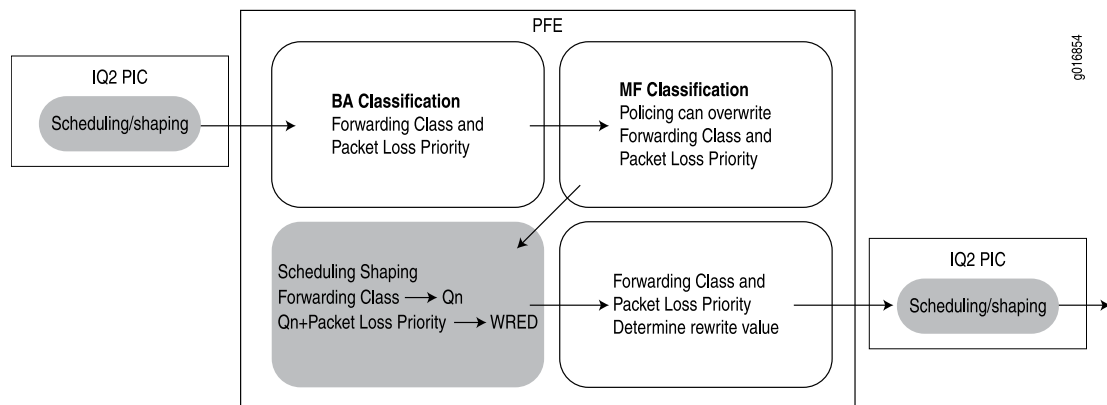 PFE
g016854
IQ2 PIC
Scheduling/shaping
BA Classification
Forwarding Class and
Packet Loss Priority
MF Classification
Policing can overwrite
Forwarding Class and
Packet Loss Priority
Scheduling Shaping
Forwarding Class → Qn
Qn+Packet Loss Priority → WRED
Forwarding Class and
Packet Loss Priority
Determine rewrite value
IQ2 PIC
Scheduling/shaping